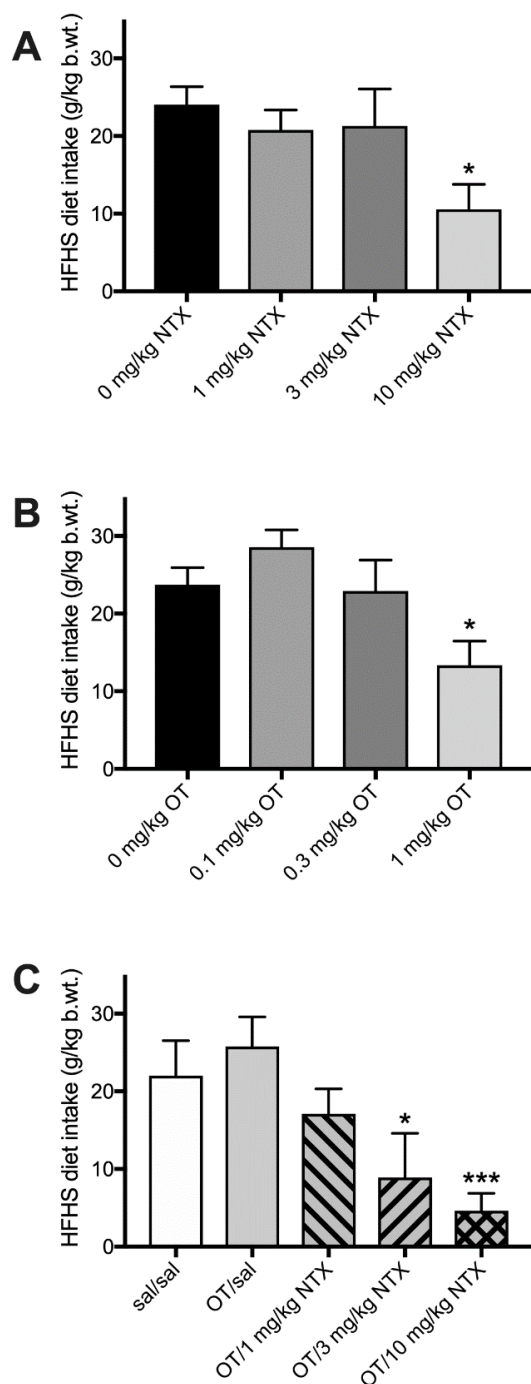 A
HFHS diet intake (g/kg b.wt.)
30
20
10
0
*
0 mg/kg NTX
1 mg/kg NTX
3 mg/kg NTX
10 mg/kg NTX
B
HFHS diet intake (g/kg b.wt.)
30
20
10
0
*
0 mg/kg OT
0.1 mg/kg OT
0.3 mg/kg OT
1 mg/kg OT
C
HFHS diet intake (g/kg b.wt.)
30
20
10
0
*
***
sal/sal
OT/sal
OT/1 mg/kg NTX
OT/3 mg/kg NTX
OT/10 mg/kg NTX